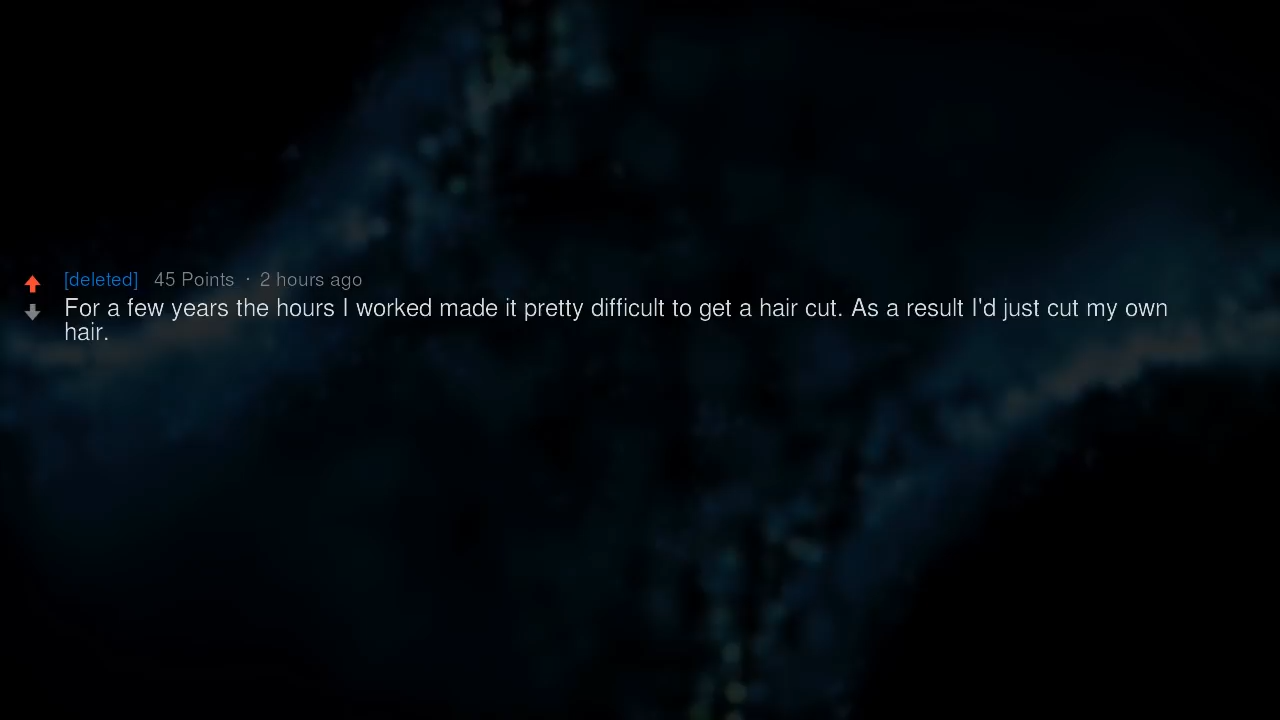 [deleted] 45 Points · 2 hours ago
For a few years the hours I worked made it pretty difficult to get a hair cut. As a result I'd just cut my own
hair.